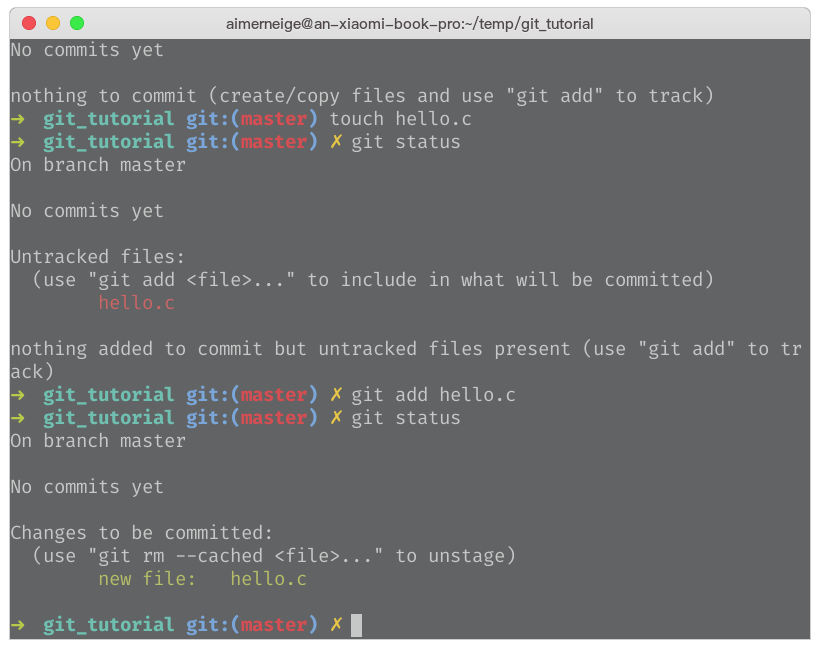 aimerneige@an-xiaomi-book-pro:~/temp/git_tutorial
No commits yet
nothing to commit (create/copy files and use "git add" to track)
→ git_tutorial git:(master) touch hello.c
→ git_tutorial git:(master) ✗ git status
On branch master
No commits yet
Untracked files:
  (use "git add <file>..." to include in what will be committed)
        hello.c
nothing added to commit but untracked files present (use "git add" to tr
ack)
→ git_tutorial git:(master) ✗ git add hello.c
→ git_tutorial git:(master) ✗ git status
On branch master
No commits yet
Changes to be committed:
  (use "git rm --cached <file>..." to unstage)
        new file:   hello.c
→ git_tutorial git:(master) ✗